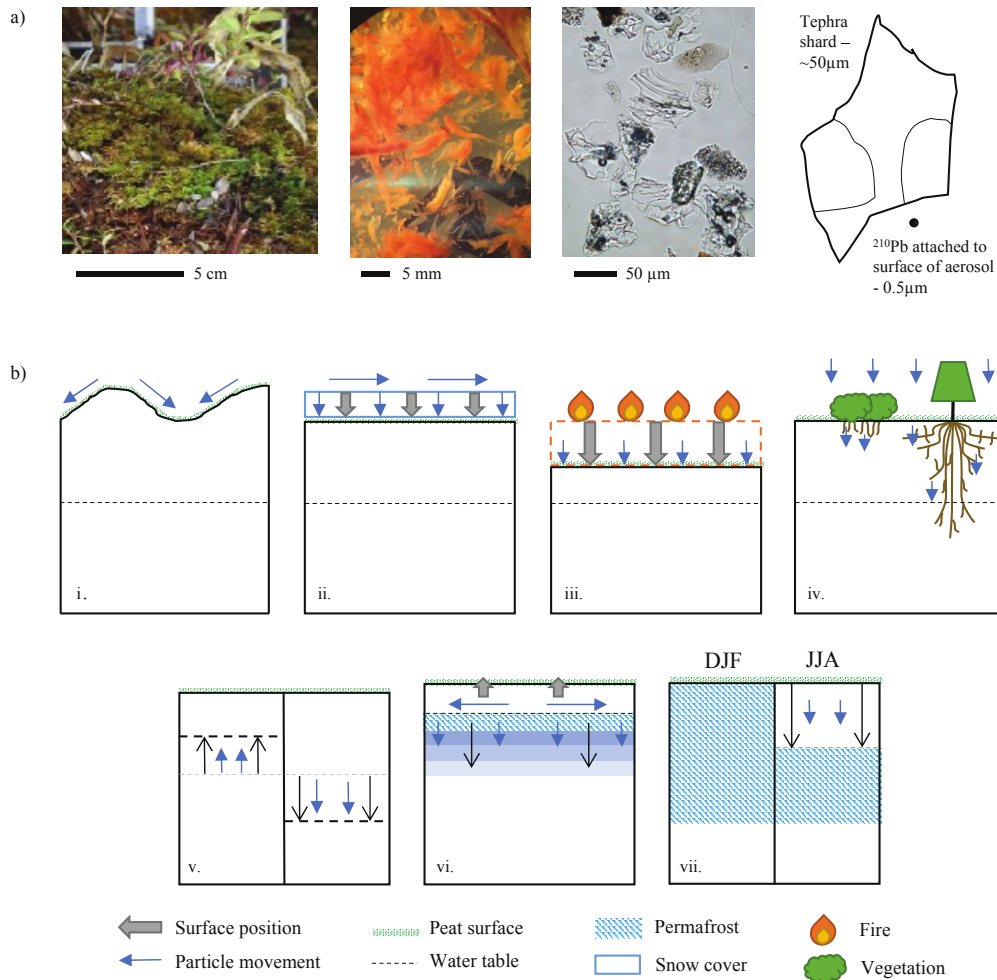 a)
Tephra
shard –
~50µm
²¹⁰Pb attached to
surface of aerosol
- 0.5µm
5 cm
5 mm
50 µm
b)
i.
ii.
iii.
iv.
DJF
JJA
v.
vi.
vii.
Surface position
Peat surface
Permafrost
Fire
Particle movement
Water table
Snow cover
Vegetation